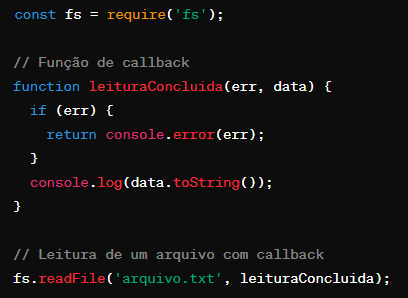 const fs = require('fs');
// Função de callback
function leituraConcluida(err, data) {
if (err) {
return console.error(err);
}
console.log(data.toString());
}
// Leitura de um arquivo com callback
fs.readFile('arquivo.txt', leituraConcluida);